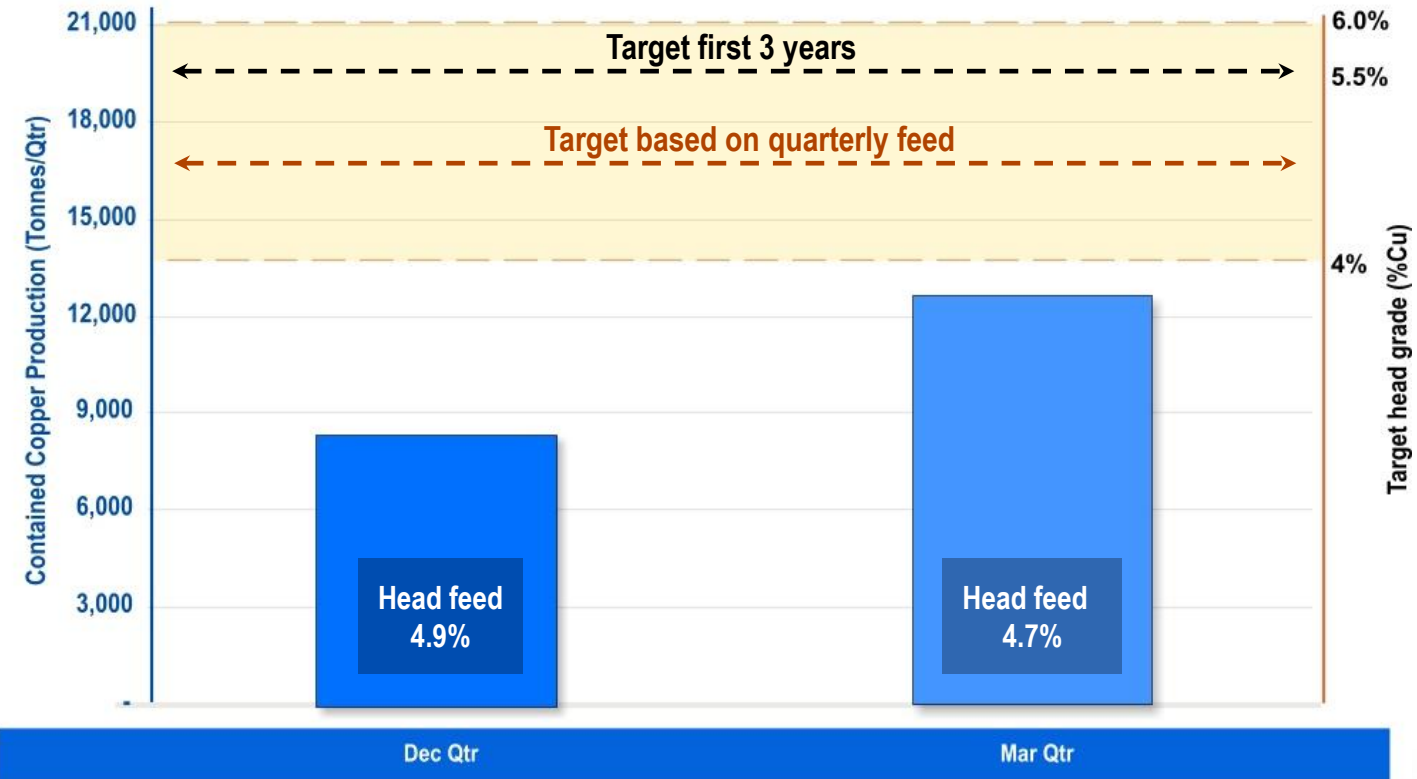 21,000
18,000
15,000
12,000
9,000
6,000
3,000
-
Contained Copper Production (Tonnes/Qtr)
Target first 3 years
Target based on quarterly feed
6.0%
5.5%
4%
Target head grade (%Cu)
Head feed
4.9%
Head feed
4.7%
Dec Qtr
Mar Qtr